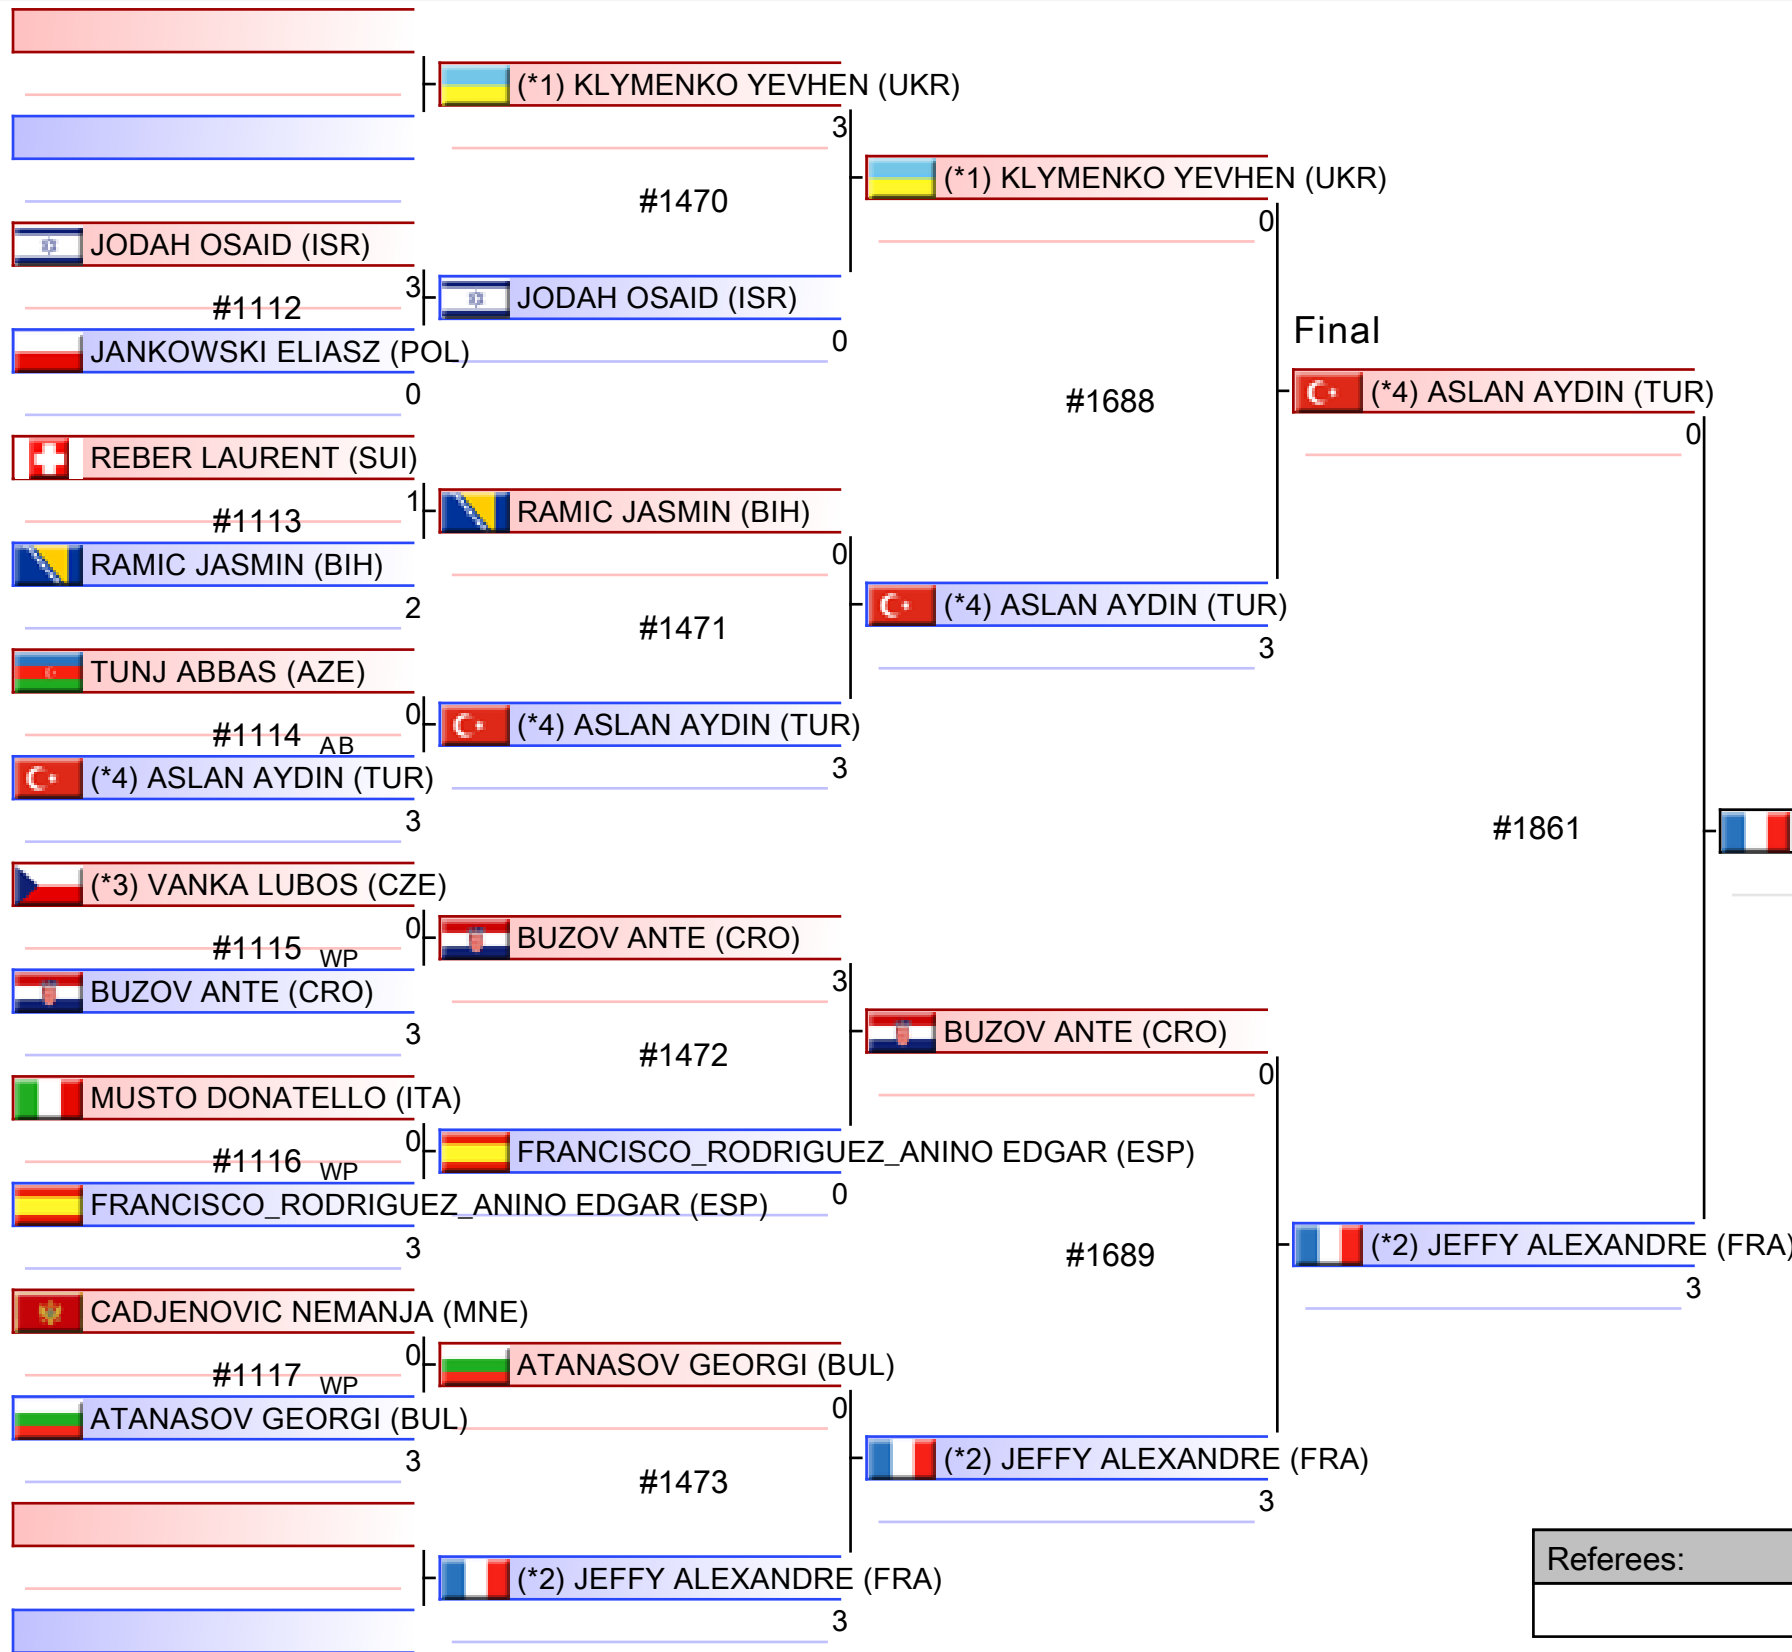 (*1) KLYMENKO YEVHEN (UKR)
3
#1470
JODAH OSAID (ISR)
3
#1112
JANKOWSKI ELIASZ (POL)
0
JODAH OSAID (ISR)
0
REBER LAURENT (SUI)
1
#1113
RAMIC JASMIN (BIH)
2
RAMIC JASMIN (BIH)
0
#1471
TUNJ ABBAS (AZE)
0
#1114 AB
(*4) ASLAN AYDIN (TUR)
3
(*4) ASLAN AYDIN (TUR)
3
(*3) VANKA LUBOS (CZE)
0
#1115 WP
BUZOV ANTE (CRO)
3
BUZOV ANTE (CRO)
3
#1472
MUSTO DONATELLO (ITA)
0
#1116 WP
FRANCISCO_RODRIGUEZ_ANINO EDGAR (ESP)
3
FRANCISCO_RODRIGUEZ_ANINO EDGAR (ESP)
0
CADJENOVIC NEMANJA (MNE)
0
#1117 WP
ATANASOV GEORGI (BUL)
3
ATANASOV GEORGI (BUL)
0
#1473
(*2) JEFFY ALEXANDRE (FRA)
3
(*1) KLYMENKO YEVHEN (UKR)
0
#1688
(*4) ASLAN AYDIN (TUR)
3
BUZOV ANTE (CRO)
0
#1689
(*2) JEFFY ALEXANDRE (FRA)
3
Final
(*4) ASLAN AYDIN (TUR)
0
#1861
(*2) JEFFY ALEXANDRE (FRA)
3
Referees: